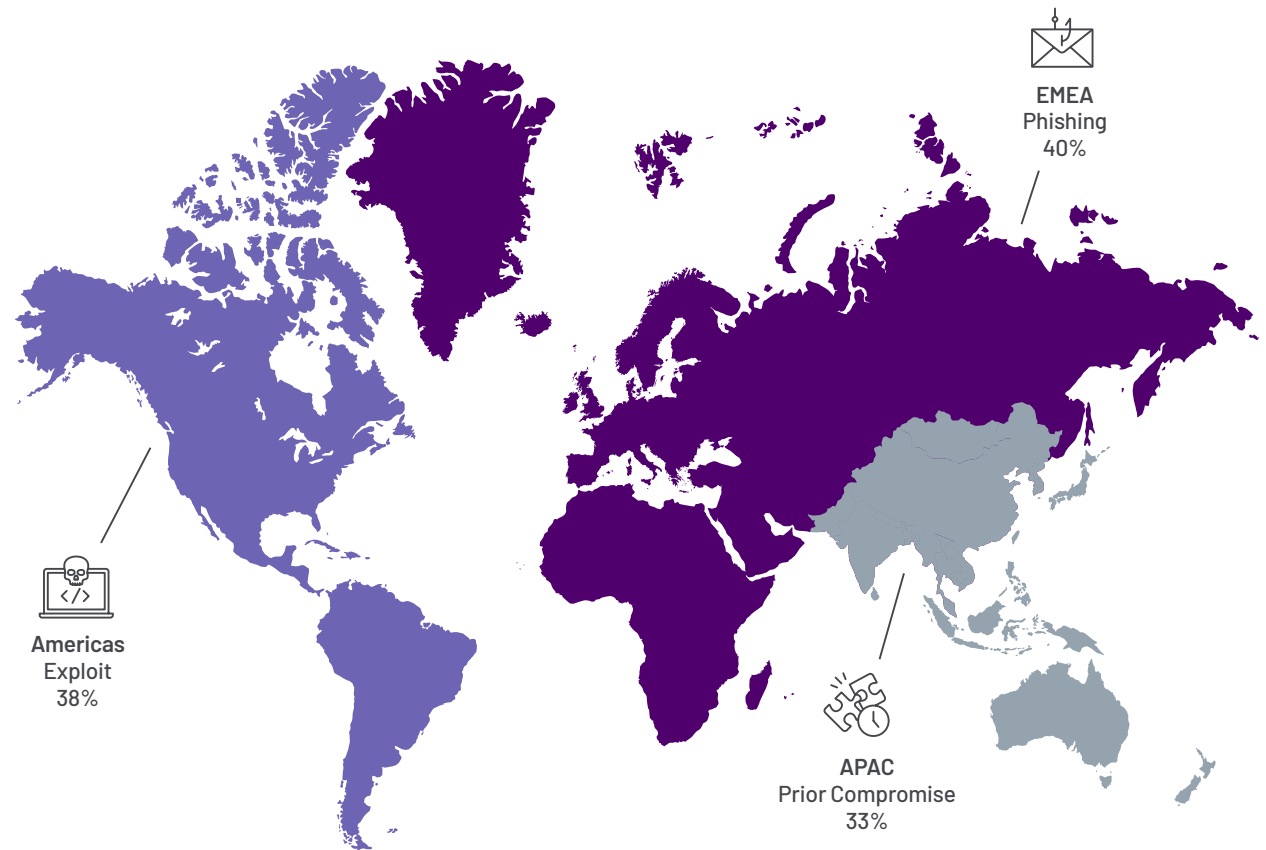 EMEA
Phishing
40%
</>
Americas
Exploit
38%
APAC
Prior Compromise
33%